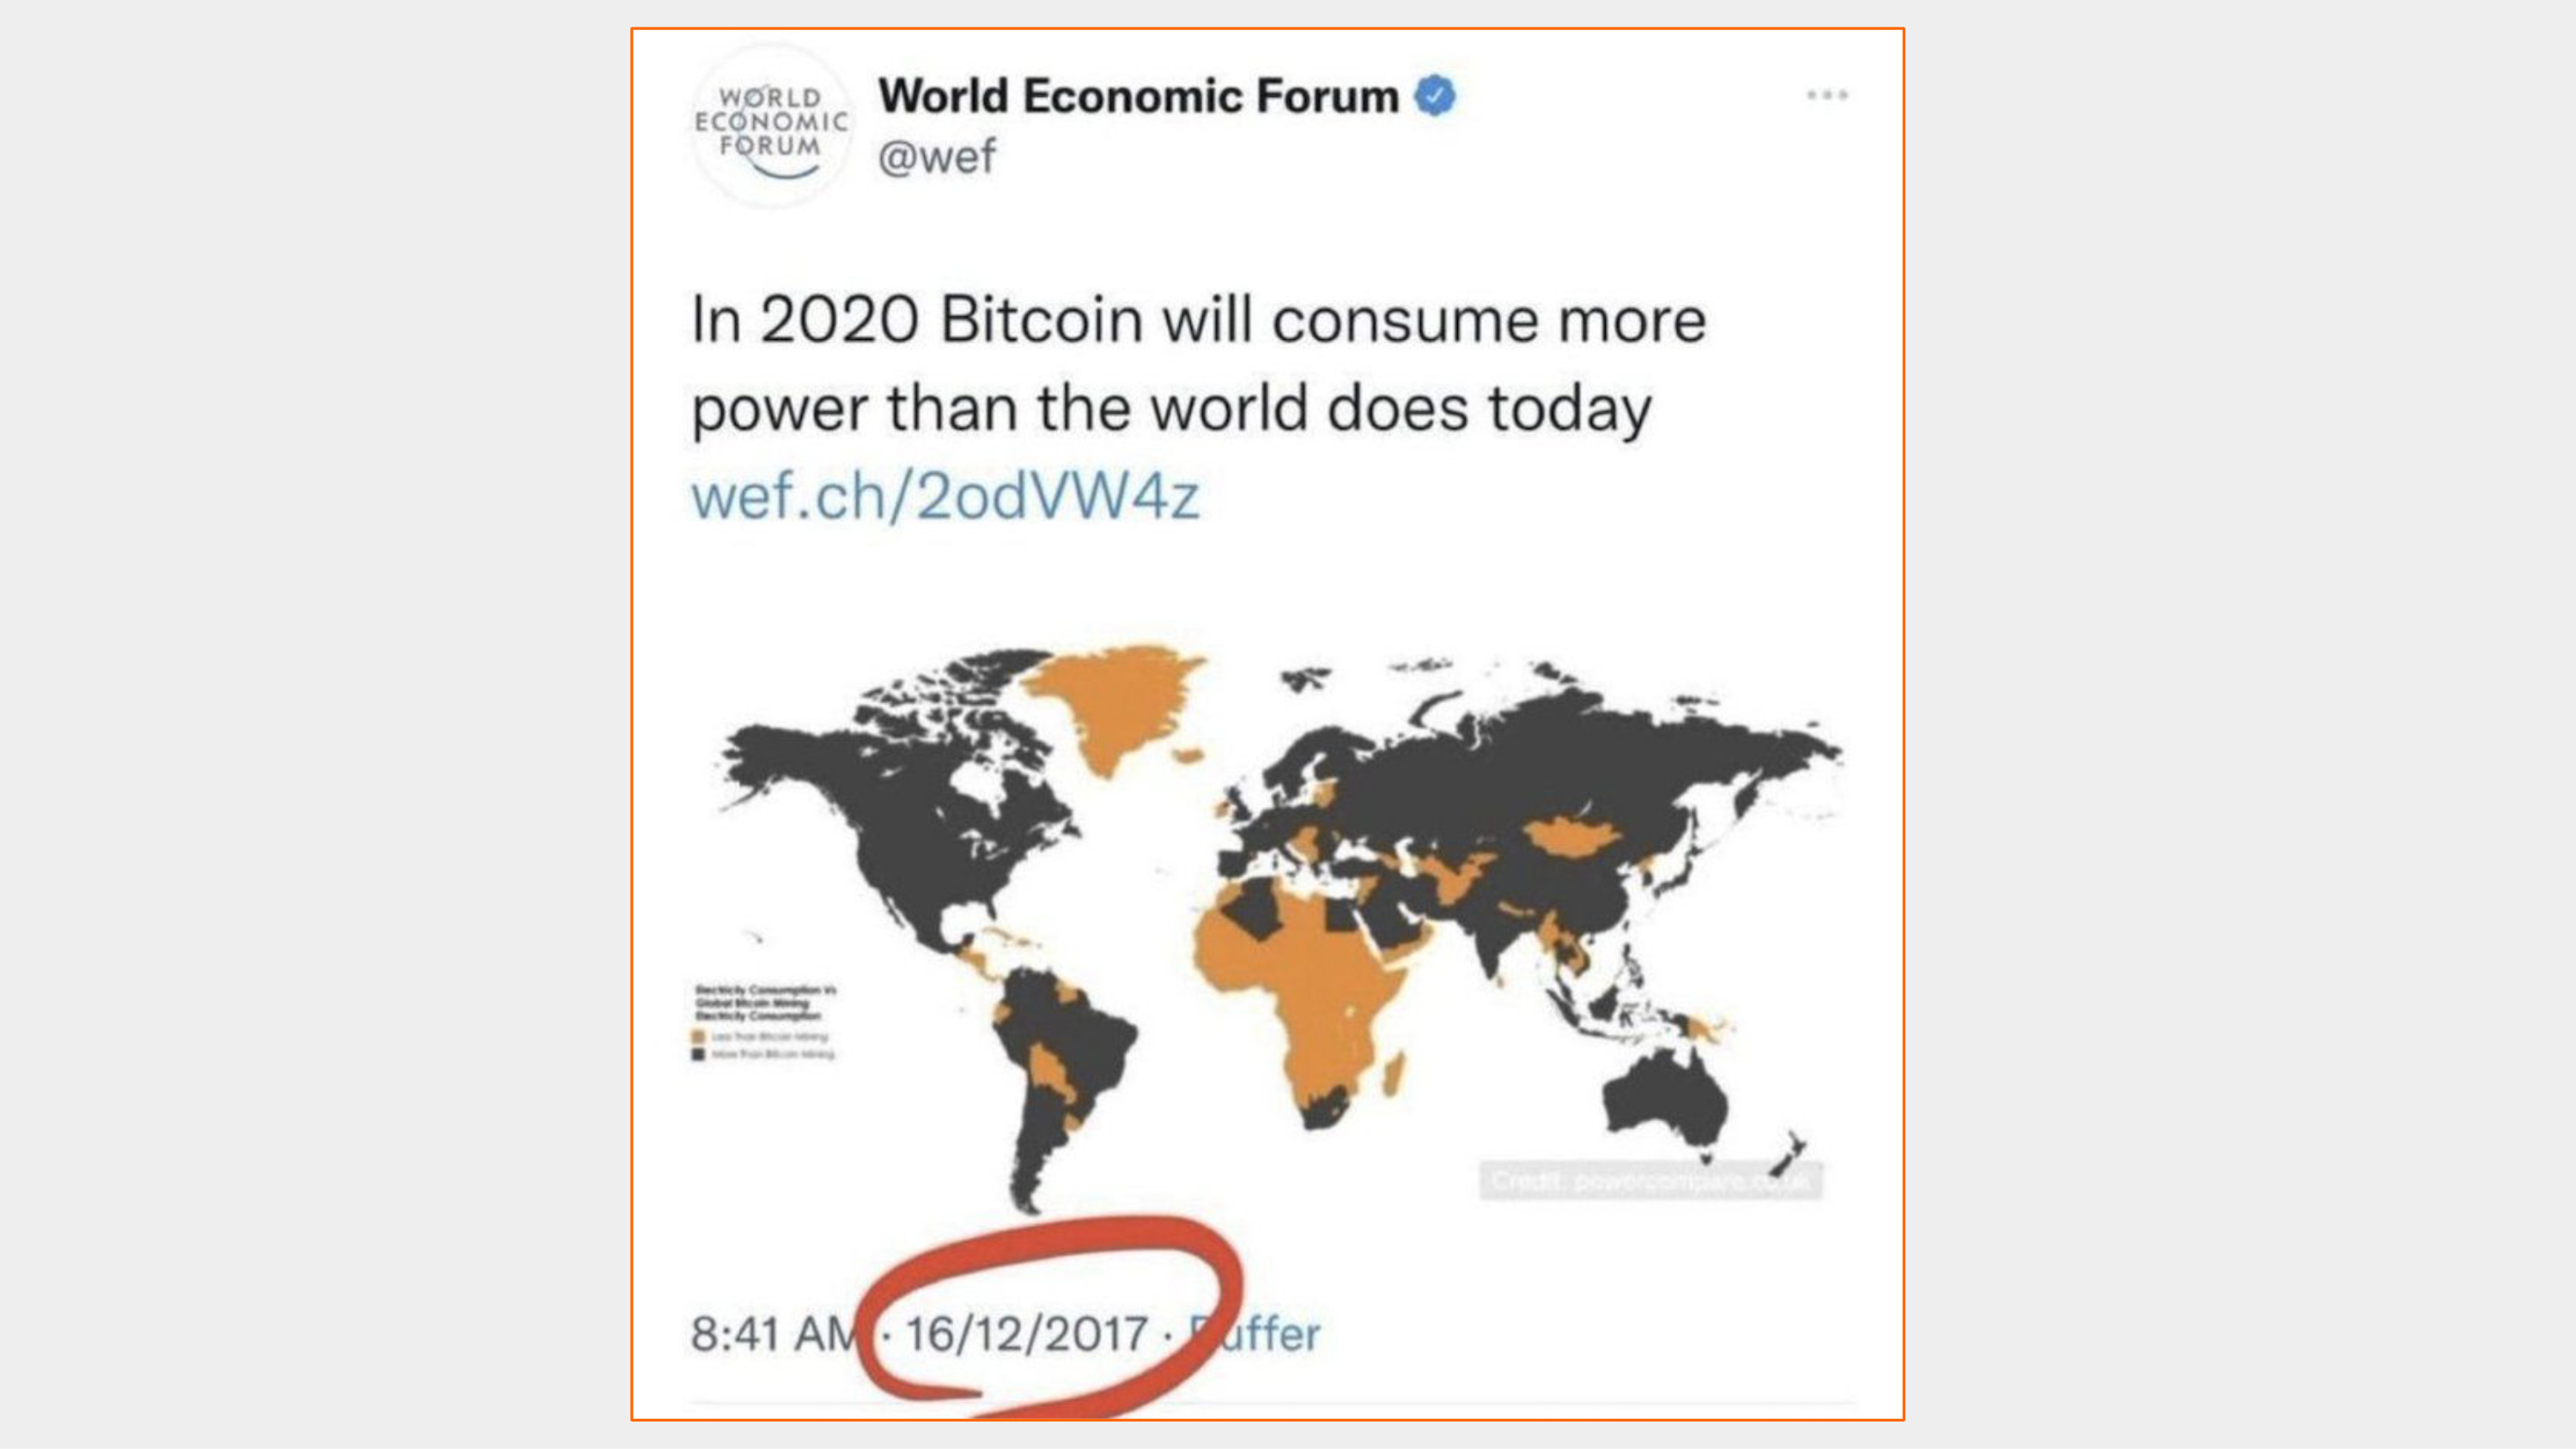 WORLD
ECONOMIC
FORUM
World Economic Forum
@wef
In 2020 Bitcoin will consume more
power than the world does today
wef.ch/2odVW4z
Electricity Consumption Vs
Global Bitcoin Mining
Electricity Consumption
Less Than Bitcoin Mining
More Than Bitcoin Mining
Credit: powercompare.co.uk
8:41 AM · 16/12/2017 · Buffer